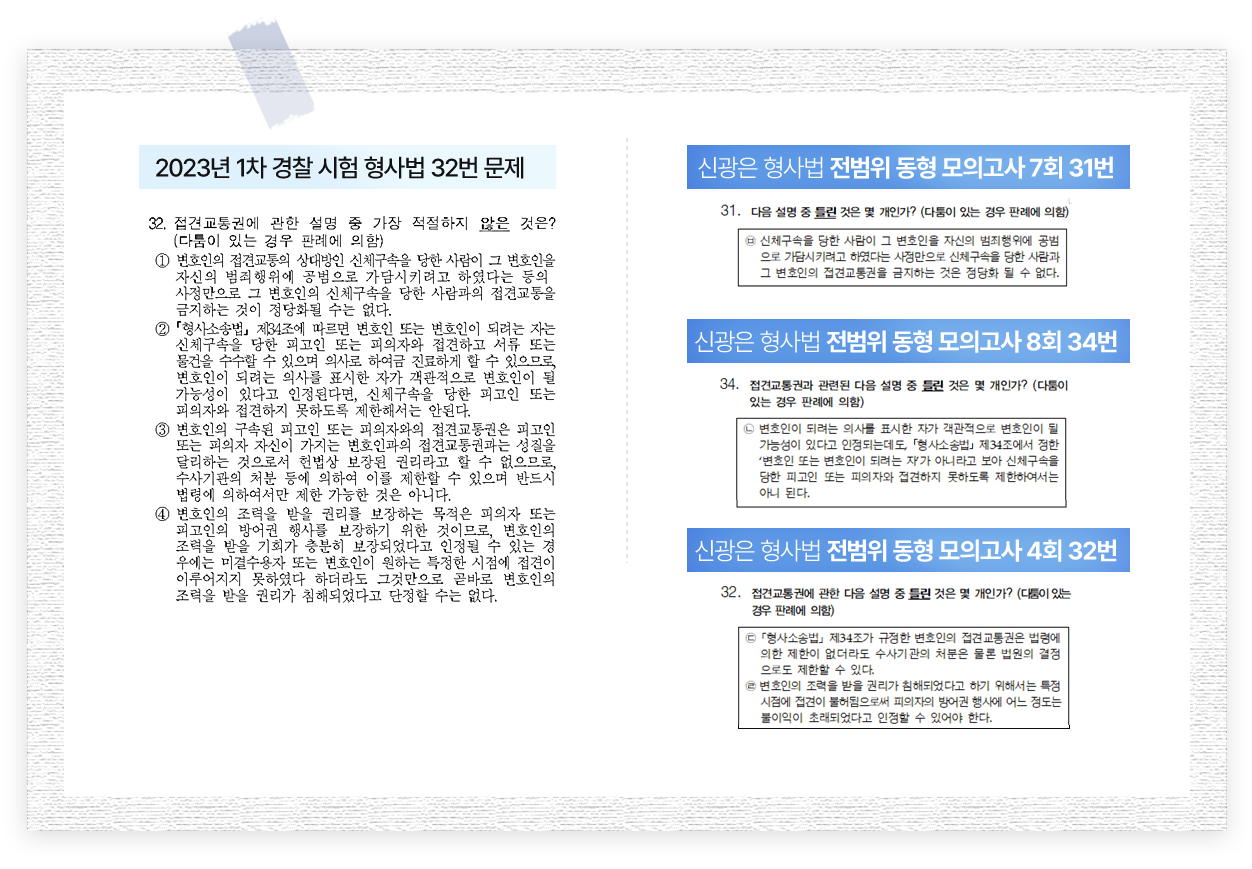 2023년 1차 경찰 시험 형사법 32번 문제
32. 접견교통권에 관한 설명 중 가장 적절하지 않은 것은?
(다툼이 있는 경우 판례에 의함)
① 변호인의 접견교통의 상대방인 신체구속을 당한 사람이 그 변호인을
자신의 범죄행위에 공범으로 가담시키려고 하였다는 등의
사정만으로 그 변호인의 신체구속을 당한 사람과의 접견교통을
금지하는 것이 정당화될 수는 없다.
② 「형사소송법」 제34조에 따르면 변호인 또는 변호인이 되려는 자는
신체구속을 당한 피고인 또는 피의자와 접견하고 서류 또는
물건을 수수할 수 있으며 의사로 하여금 진료하게 할 수 있으므로,
변호인이 되려는 의사를 표시한 자가 객관적으로 변호인이 될
가능성이 있다고 인정된다면, 신체구속을 당한 피고인 또는
피의자와 접견하지 못하도록 제한해서는 안된다.
③ 변호인의 구속된 피고인 또는 피의자와의 접견교통권은 피고인
또는 피의자 자신이 가지는 변호인과의 접견교통권과는 성질을
달리하는 것으로서 헌법상 보장된 권리라고 할 수 없으므로,
수사기관의 처분 등에 의하여 이를 제한할 수 있으며 반드시
법령에 의하여서만 제한 가능한 것은 아니다.
④ 변호인의 조력을 받을 권리를 보장하는 목적은 피의자 또는
피고인의 방어권 행사를 보장하기 위한 것이므로, 변호인의
조력을 받을 기회가 충분히 보장되었다고 인정될 수 있는 경
우에는 미결수용자 또는 변호인이 원하는 특정한 시점에 접견이
이루어지지 못하였다 하더라도 그것만으로 곧바로 변호인의
조력을 받을 권리가 침해되었다고 단정할 수는 없다.
신광은 형사법 전범위 동형 모의고사 7회 31번
31. 다음 설명 중 틀린 것은 몇 개인가? (다툼이 있는 경우 판례에 의함)
㉤ 신체구속을 당한 사람이 그 변호인을 자신의 범죄행위에 공범
으로 가담시키려고 하였다는 사정만으로 신체구속을 당한 사람과
그 변호인의 접견교통권을 금지하는 것은 정당화 될 수 없다.
신광은 형사법 전범위 동형 모의고사 8회 34번
34. 접견교통권과 관련된 다음 설명 중 틀린 것은 몇 개인가? (다툼이
있는 경우 판례에 의함)
㉡ 변호인이 되려는 의사를 표시한 자가 객관적으로 변호인이 될
가능성이 있다고 인정되는데도, 「형사소송법」 제34조에서 정한
‘변호인 또는 변호인이 되려는 자’가 아니라고 보아 신체구속을
당한 피고인 또는 피의자와 접견하지 못하도록 제한하여서는
아니 된다.
신광은 형사법 전범위 동형 모의고사 4회 32번
32. 접견교통권에 관한 다음 설명 중 틀린 것은 몇 개인가? (다툼이 있는
경우 판례에 의함)
㉢ 「형사소송법」 제34조가 규정한 변호인의 접견교통권은 법령에
의한 제한이 없더라도 수사기관의 처분은 물론 법원의 결정
으로도 제한할 수 있다.
㉣ 변호인의 조력을 받을 권리가 침해되었다고 하기 위해서는 특정
시점에 접견이 불허됨으로써 피의자의 방어권 행사에 어느 정도는
불이익이 초래되었다고 인정할 수 있어야 한다.